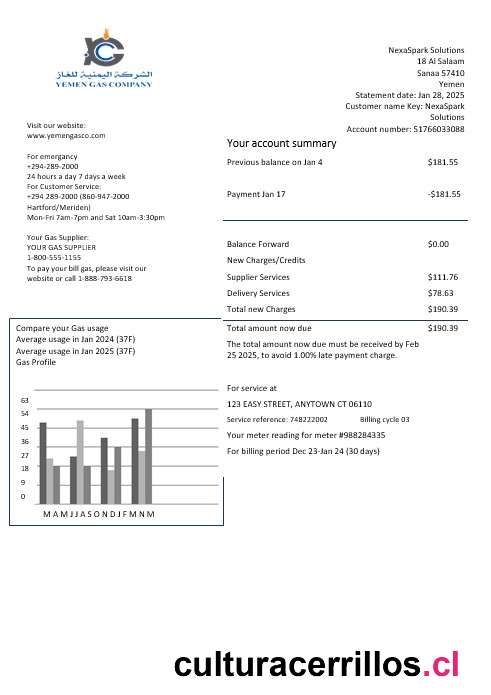 الشركة اليمنية للغاز
YEMEN GAS COMPANY
NexaSpark Solutions
18 Al Salaam
Sanaa 57410
Yemen
Statement date: Jan 28, 2025
Customer name Key: NexaSpark
Solutions
Account number: 51766033088
Visit our website:
www.yemengasco.com
For emergancy
+294-289-2000
24 hours a day 7 days a week
For Customer Service:
+294 289-2000 (860-947-2000
Hartford/Meriden)
Mon-Fri 7am-7pm and Sat 10am-3:30pm
Your Gas Supplier:
YOUR GAS SUPPLIER
1-800-555-1155
To pay your bill gas, please visit our
website or call 1-888-793-6618
Your account summary
Previous balance on Jan 4 $181.55
Payment Jan 17 -$181.55
Balance Forward $0.00
New Charges/Credits
Supplier Services $111.76
Delivery Services $78.63
Total new Charges $190.39
Total amount now due $190.39
The total amount now due must be received by Feb
25 2025, to avoid 1.00% late payment charge.
Compare your Gas usage
Average usage in Jan 2024 (37F)
Average usage in Jan 2025 (37F)
Gas Profile
63
54
45
36
27
18
9
0
M A M J J A S O N D J F M N M
For service at
123 EASY STREET, ANYTOWN CT 06110
Service reference: 748222002 Billing cycle 03
Your meter reading for meter #988284335
For billing period Dec 23-Jan 24 (30 days)
culturacerrillos.cl